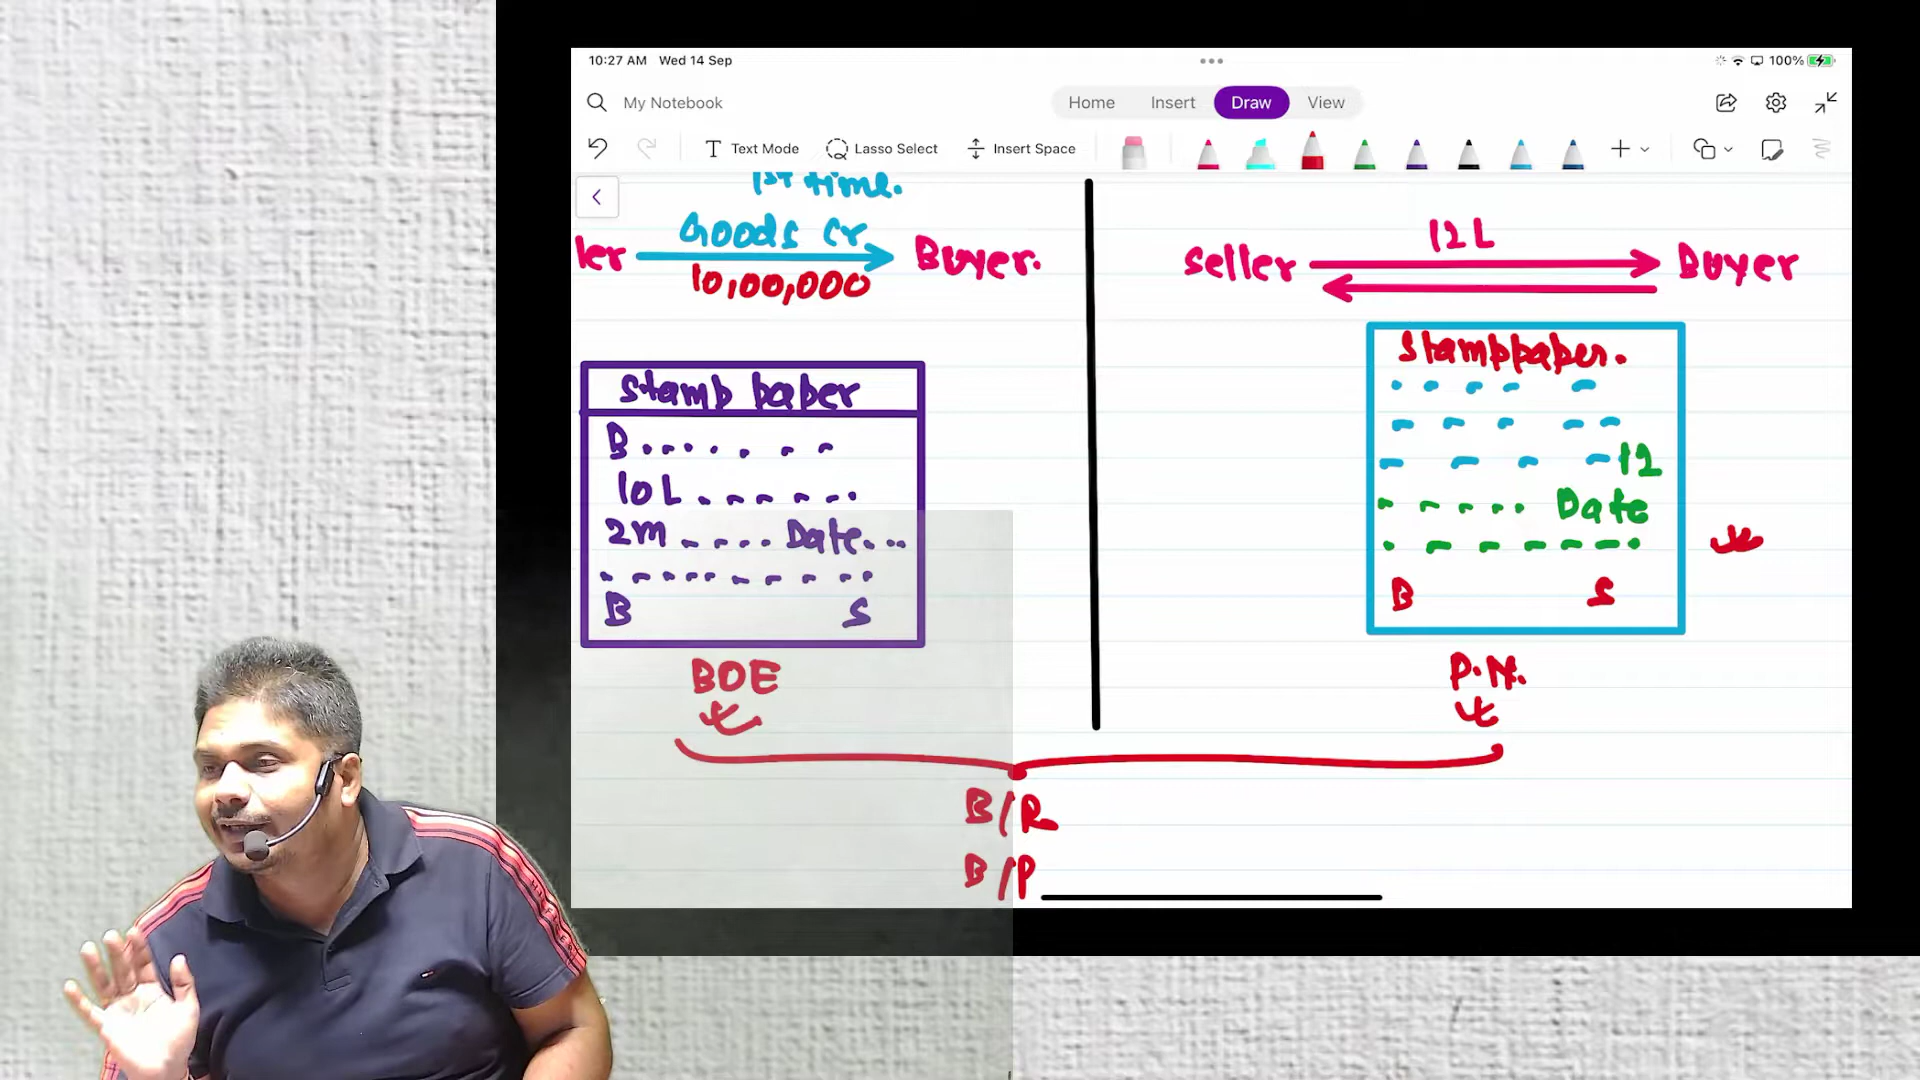 10:27 AM Wed 14 Sep
100%
My Notebook
Home Insert Draw View
Text Mode Lasso Select Insert Space
1st time.
Goods Cr
ler Buyer.
10,00,000
12 L
Seller Buyer
Stamp paper
B
10 L
2m Date
B S
BOE
Stamppaper.
12
Date
B S
P.N.
B/R
B/P